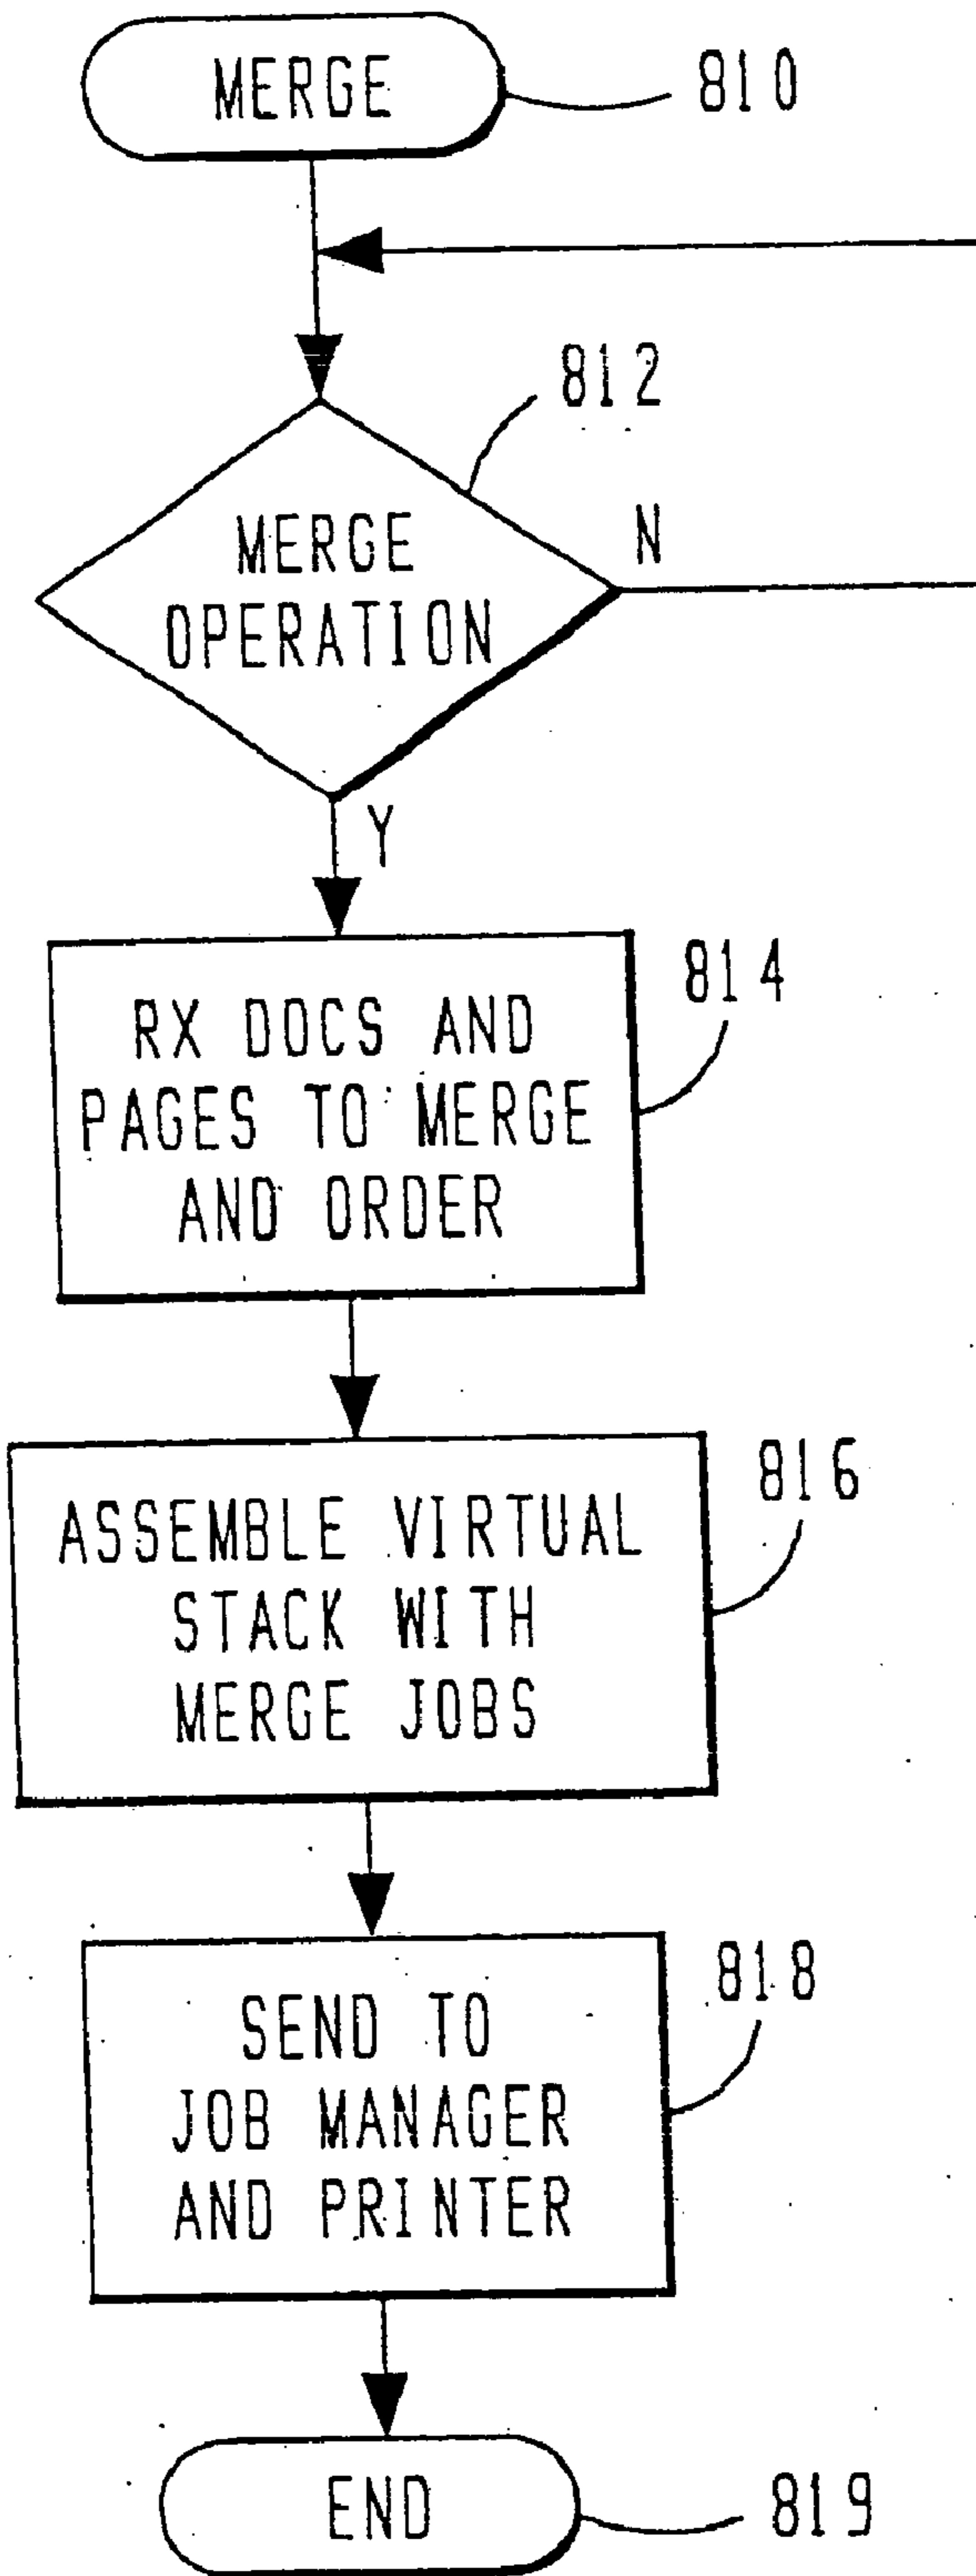 MERGE
810
812
MERGE
OPERATION
N
Y
814
RX DOCS AND
PAGES TO MERGE
AND ORDER
816
ASSEMBLE VIRTUAL
STACK WITH
MERGE JOBS
818
SEND TO
JOB MANAGER
AND PRINTER
END
819